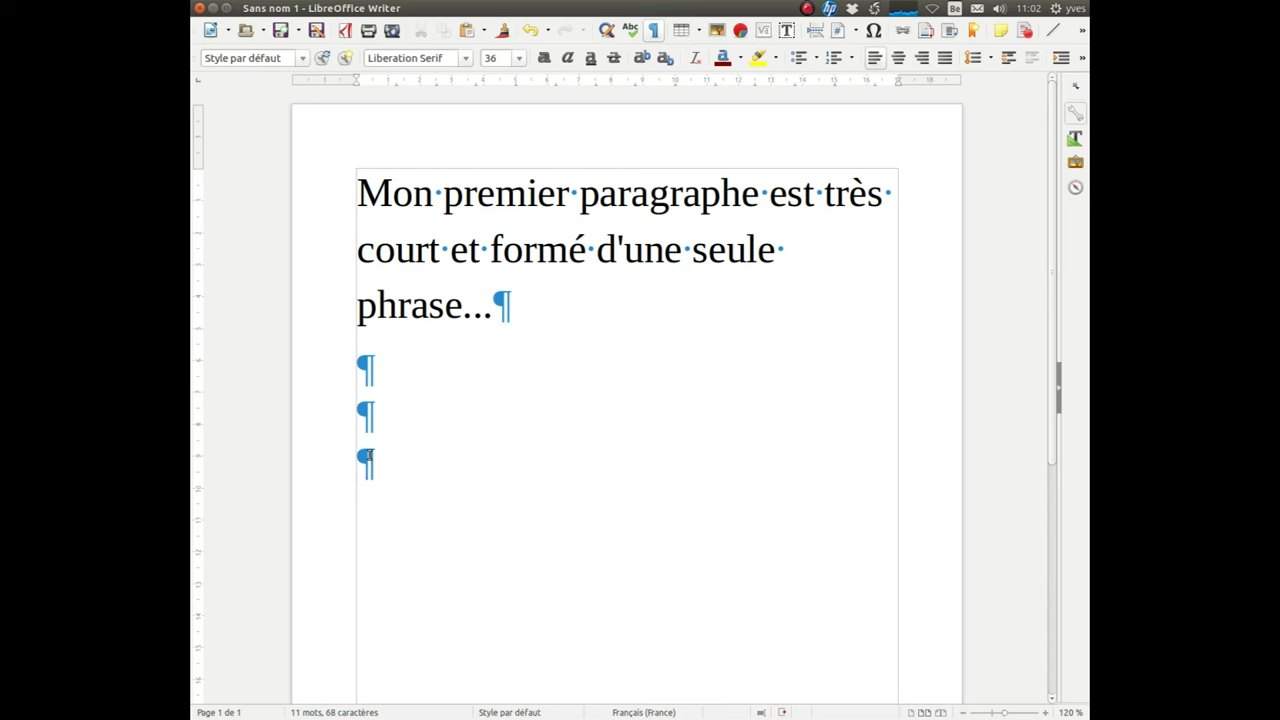 Sans nom 1 - LibreOffice Writer
Be
11:02
yves
Abc
Style par défaut
Liberation Serif
36
Mon·premier·paragraphe·est·très·
court·et·formé·d'une·seule·
phrase...¶
¶
¶
¶
Page 1 de 1
11 mots, 68 caractères
Style par défaut
Français (France)
120 %